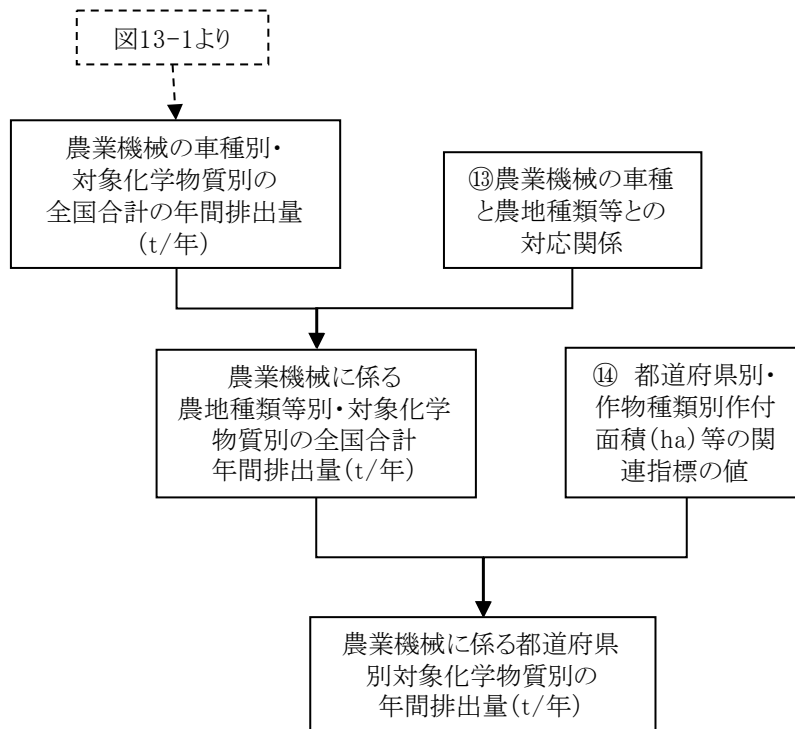 図13-1より
農業機械の車種別・
対象化学物質別の
全国合計の年間排出量
(t/年)
⑬農業機械の車種
と農地種類等との
対応関係
農業機械に係る
農地種類等別・対象化学
物質別の全国合計
年間排出量(t/年)
⑭ 都道府県別・
作物種類別作付
面積(ha)等の関
連指標の値
農業機械に係る都道府県
別対象化学物質別の
年間排出量(t/年)